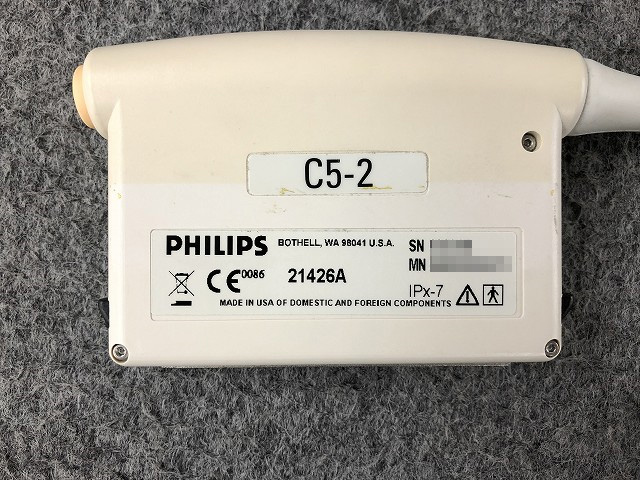 C5-2
PHILIPS BOTHELL, WA 98041 U.S.A. SN
MN
CE0086 21426A IPx-7
MADE IN USA OF DOMESTIC AND FOREIGN COMPONENTS